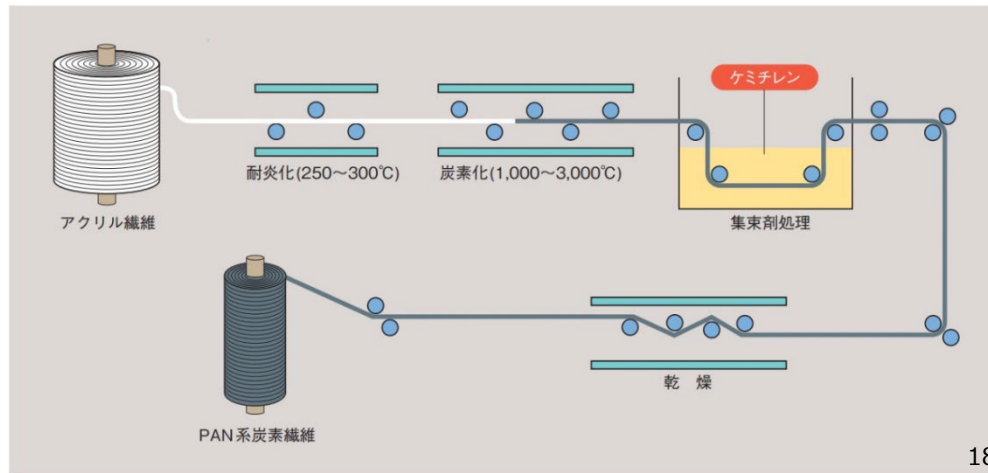 ケミチレン
耐炎化(250～300℃)
炭素化(1,000～3,000℃)
アクリル繊維
集束剤処理
乾 燥
PAN系炭素繊維
18